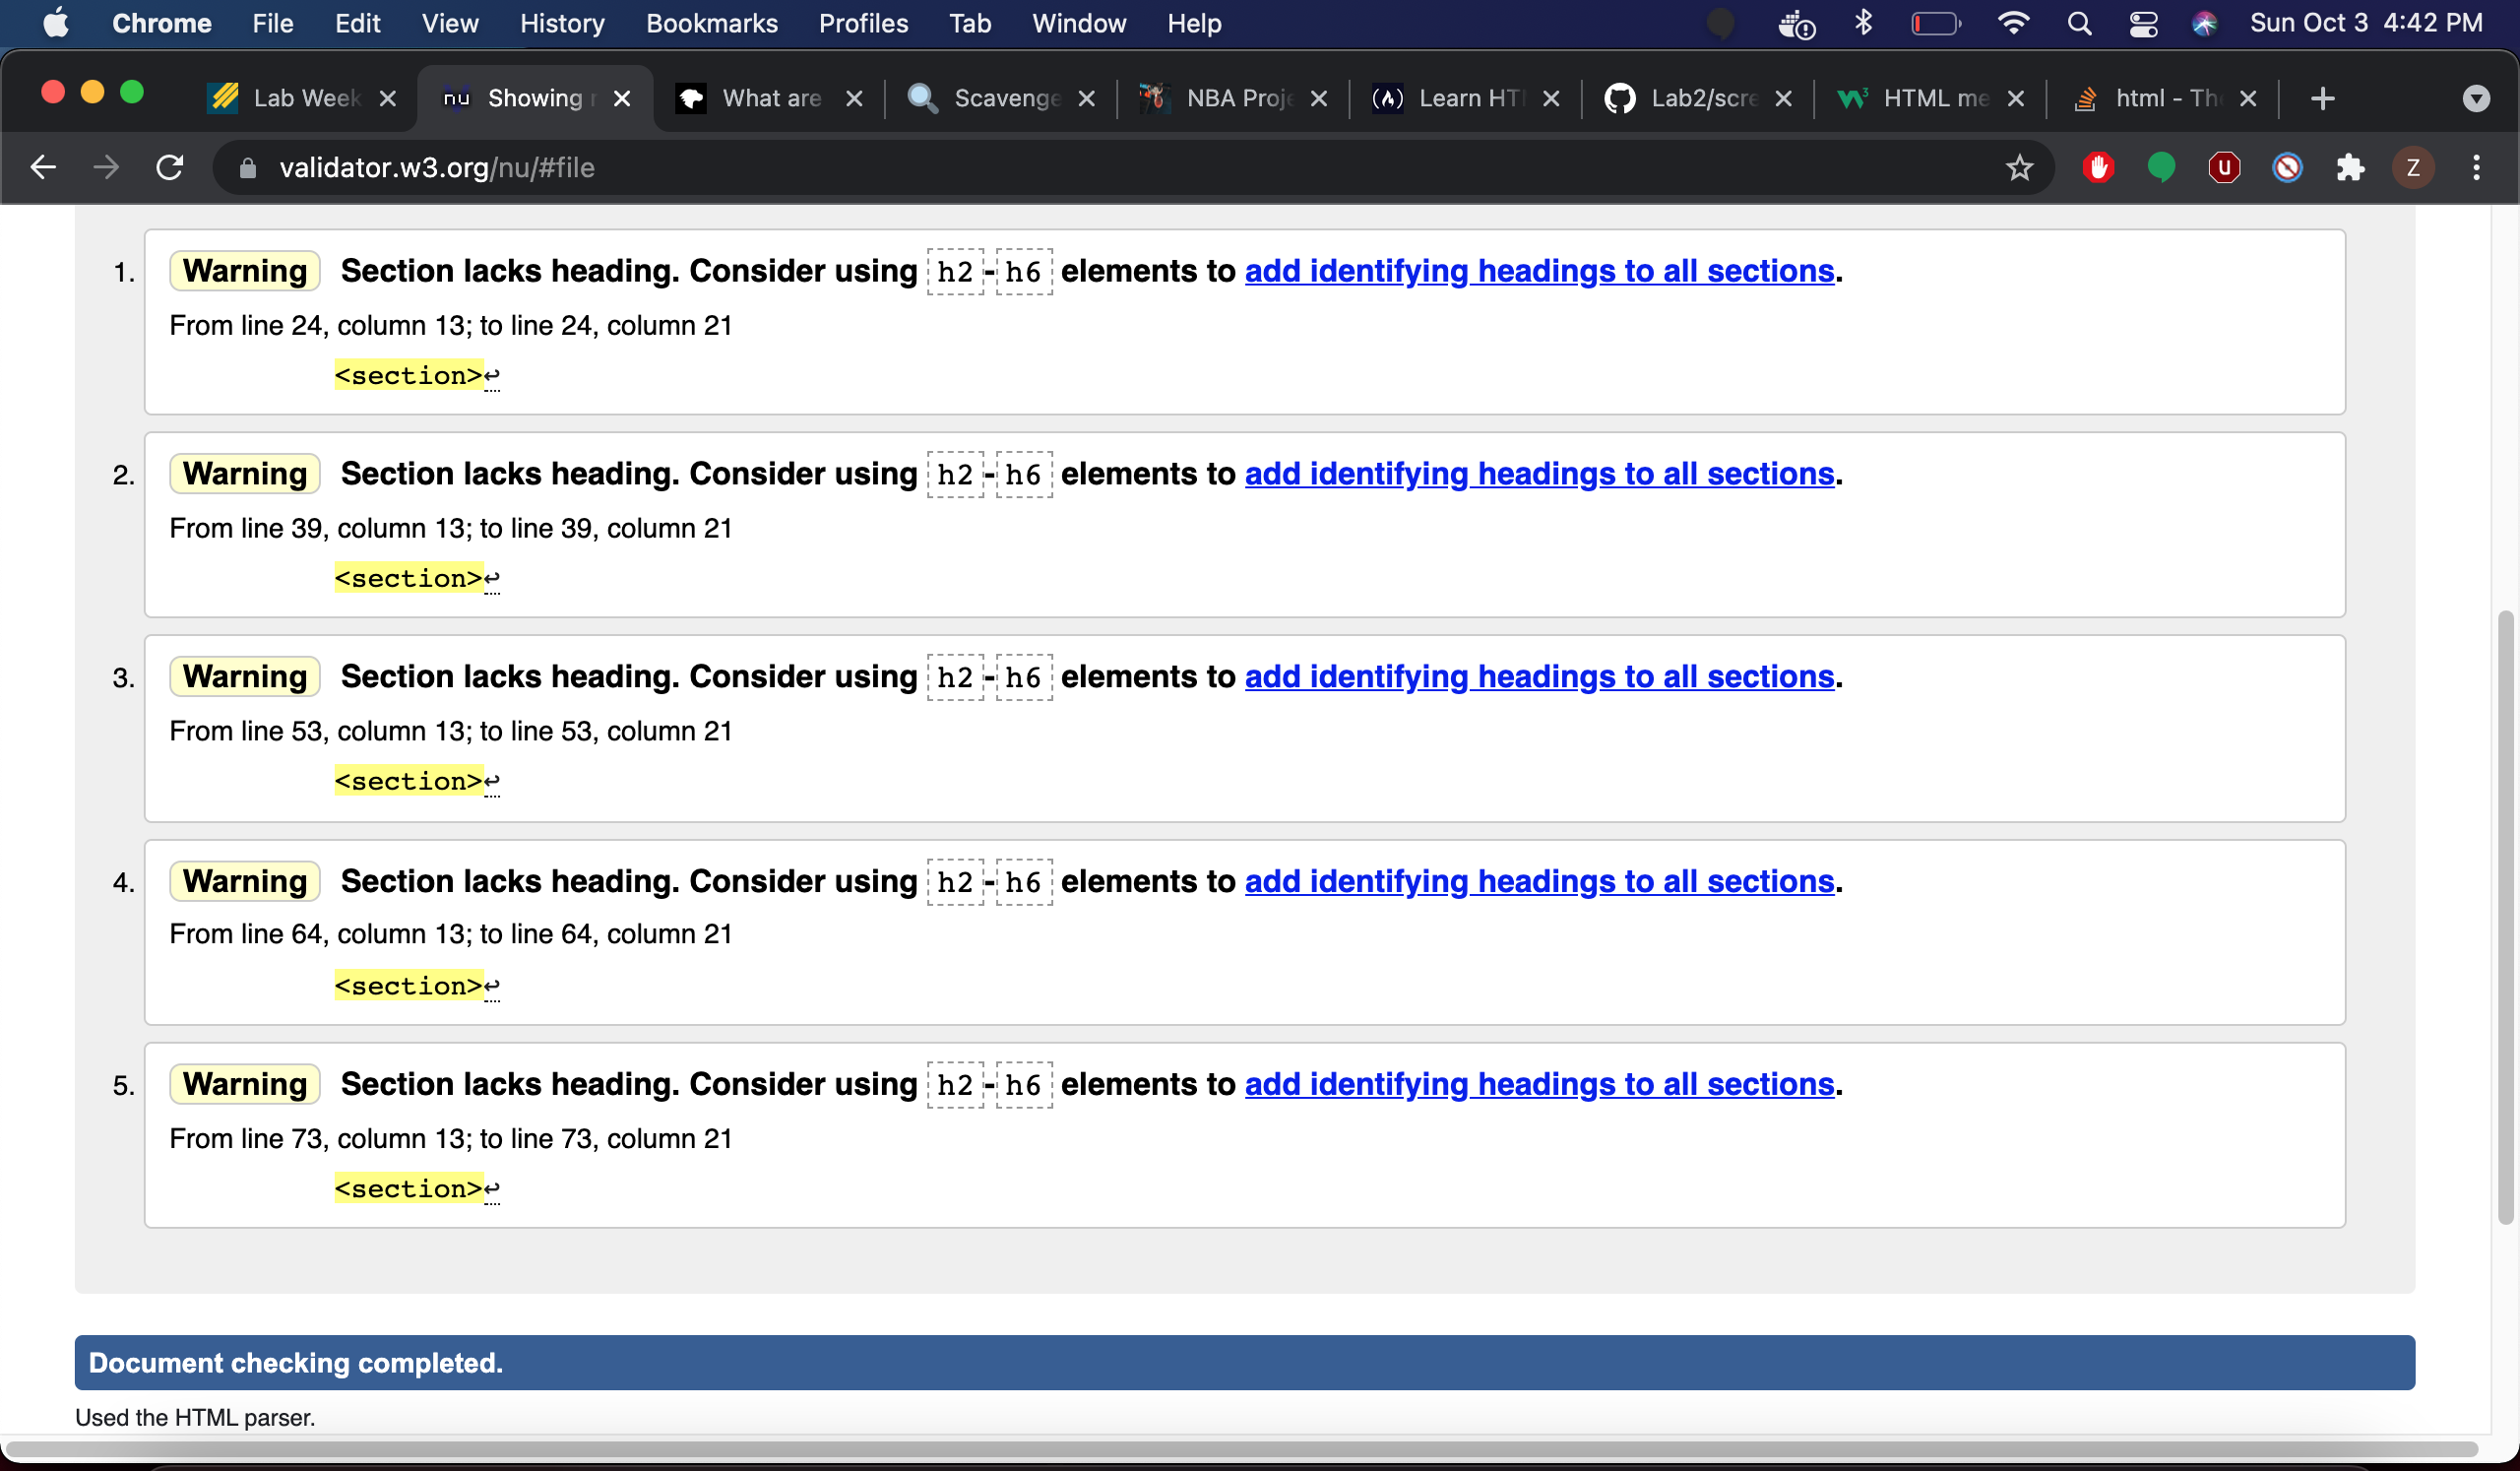 Chrome File Edit View History Bookmarks Profiles Tab Window Help Sun Oct 3 4:42 PM
Lab Week nu Showing What are Scavenge NBA Proje Learn HT Lab2/scre w3 HTML me html - Th
validator.w3.org/nu/#file U Z
1. Warning Section lacks heading. Consider using h2-h6 elements to add identifying headings to all sections.
From line 24, column 13; to line 24, column 21
<section>↩
2. Warning Section lacks heading. Consider using h2-h6 elements to add identifying headings to all sections.
From line 39, column 13; to line 39, column 21
<section>↩
3. Warning Section lacks heading. Consider using h2-h6 elements to add identifying headings to all sections.
From line 53, column 13; to line 53, column 21
<section>↩
4. Warning Section lacks heading. Consider using h2-h6 elements to add identifying headings to all sections.
From line 64, column 13; to line 64, column 21
<section>↩
5. Warning Section lacks heading. Consider using h2-h6 elements to add identifying headings to all sections.
From line 73, column 13; to line 73, column 21
<section>↩
Document checking completed.
Used the HTML parser.